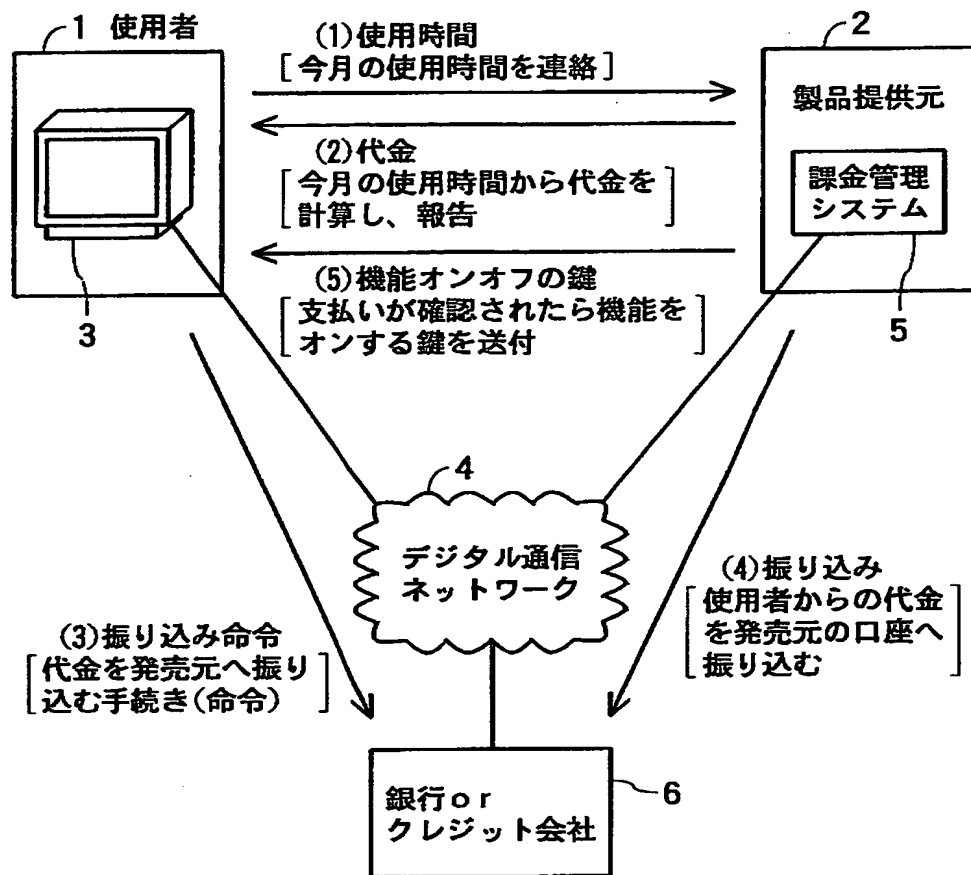 1 使用者
(1)使用時間
[今月の使用時間を連絡]
2
製品提供元
課金管理
システム
5
(2)代金
[今月の使用時間から代金を
計算し、報告]
(5)機能オンオフの鍵
[支払いが確認されたら機能を
オンする鍵を送付]
3
4
デジタル通信
ネットワーク
(3)振り込み命令
[代金を発売元へ振り
込む手続き(命令)]
(4)振り込み
[使用者からの代金
を発売元の口座へ
振り込む]
銀行or
クレジット会社
6